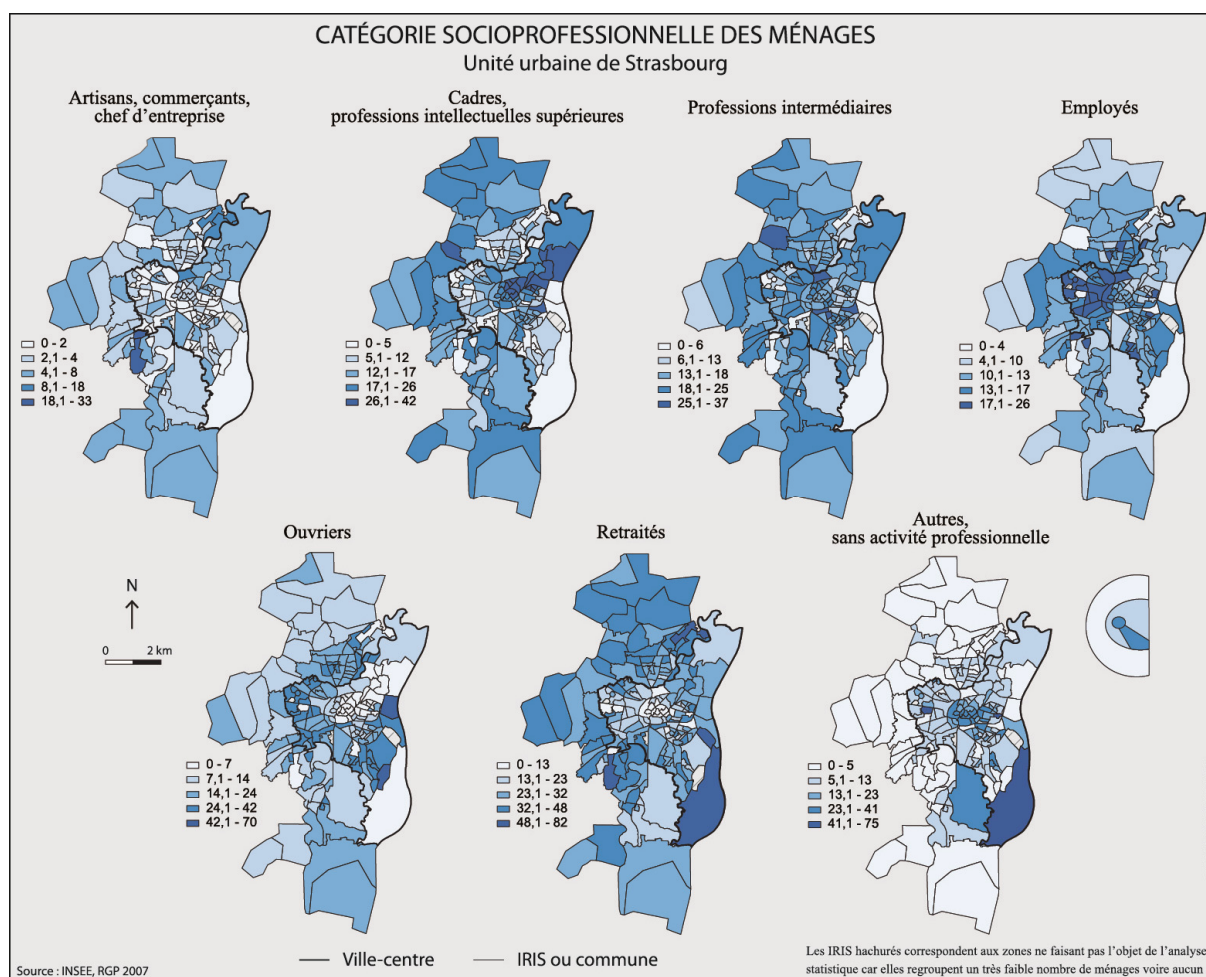 CATÉGORIE SOCIOPROFESSIONNELLE DES MÉNAGES
Unité urbaine de Strasbourg
Artisans, commerçants,
chef d'entreprise
0 - 2
2,1 - 4
4,1 - 8
8,1 - 18
18,1 - 33
Cadres,
professions intellectuelles supérieures
0 - 5
5,1 - 12
12,1 - 17
17,1 - 26
26,1 - 42
Professions intermédiaires
0 - 6
6,1 - 13
13,1 - 18
18,1 - 25
25,1 - 37
Employés
0 - 4
4,1 - 10
10,1 - 13
13,1 - 17
17,1 - 26
N
0 2 km
Ouvriers
0 - 7
7,1 - 14
14,1 - 24
24,1 - 42
42,1 - 70
Retraités
0 - 13
13,1 - 23
23,1 - 32
32,1 - 48
48,1 - 82
Autres,
sans activité professionnelle
0 - 5
5,1 - 13
13,1 - 23
23,1 - 41
41,1 - 75
Source : INSEE, RGP 2007
Ville-centre
IRIS ou commune
Les IRIS hachurés correspondent aux zones ne faisant pas l'objet de l'analyse
statistique car elles regroupent un très faible nombre de ménages voire aucun